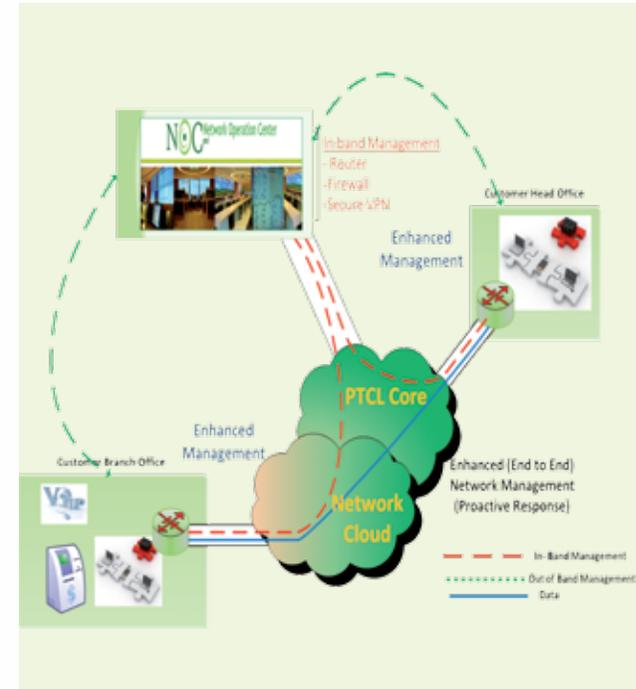 NOC Network Operation Center
In-band Management
- Router
-Firewall
-Secure VPN
Customer Head Office
Enhanced
Management
PTCL Core
Enhanced
Management
Customer Branch Office
Enhanced (End to End)
Network Management
(Proactive Response)
Network
Cloud
In-Band Management
Out of Band Management
Data